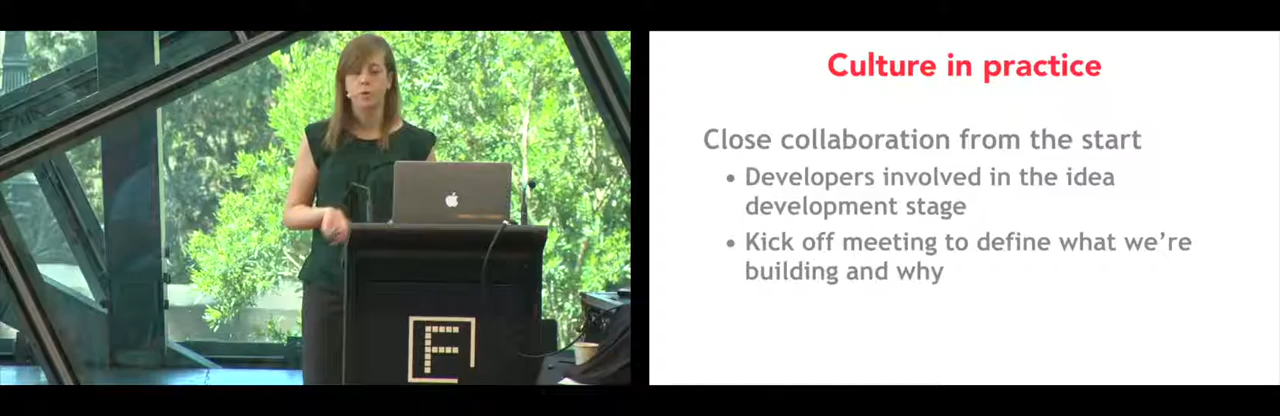 Culture in practice
Close collaboration from the start
• Developers involved in the idea
development stage
• Kick off meeting to define what we're
building and why
F